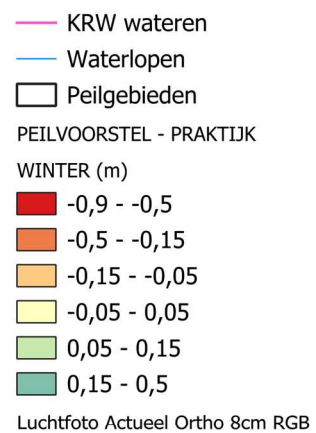 KRW wateren
Waterlopen
Peilgebieden
PEILVOORSTEL - PRAKTIJK
WINTER (m)
-0,9 - -0,5
-0,5 - -0,15
-0,15 - -0,05
-0,05 - 0,05
0,05 - 0,15
0,15 - 0,5
Luchtfoto Actueel Ortho 8cm RGB